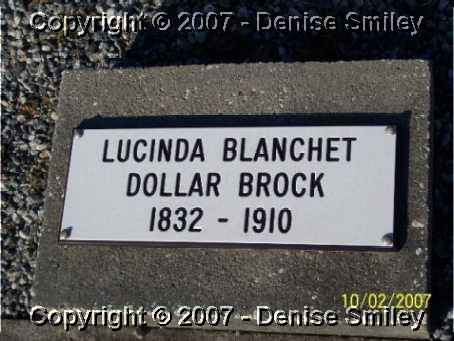 Copyright © 2007 - Denise Smiley
LUCINDA BLANCHET
DOLLAR BROCK
1832 - 1910
10/02/2007
Copyright © 2007 - Denise Smiley